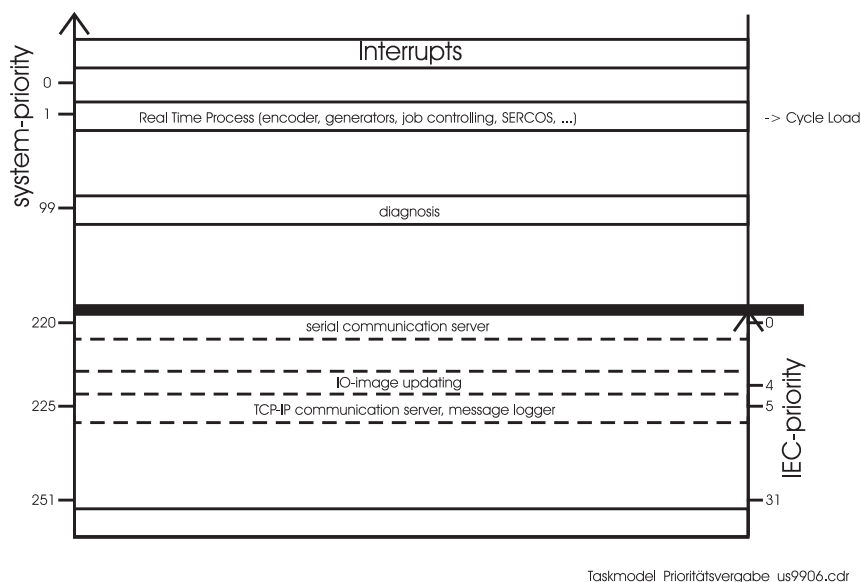 Interrupts
0
1
Real Time Process (encoder, generators, job controlling, SERCOS, ...)
-> Cycle Load
system-priority
99
diagnosis
220
serial communication server
0
IO-image updating
4
225
TCP-IP communication server, message logger
5
IEC-priority
251
31
Taskmodel Prioritätsvergabe us9906.cdr